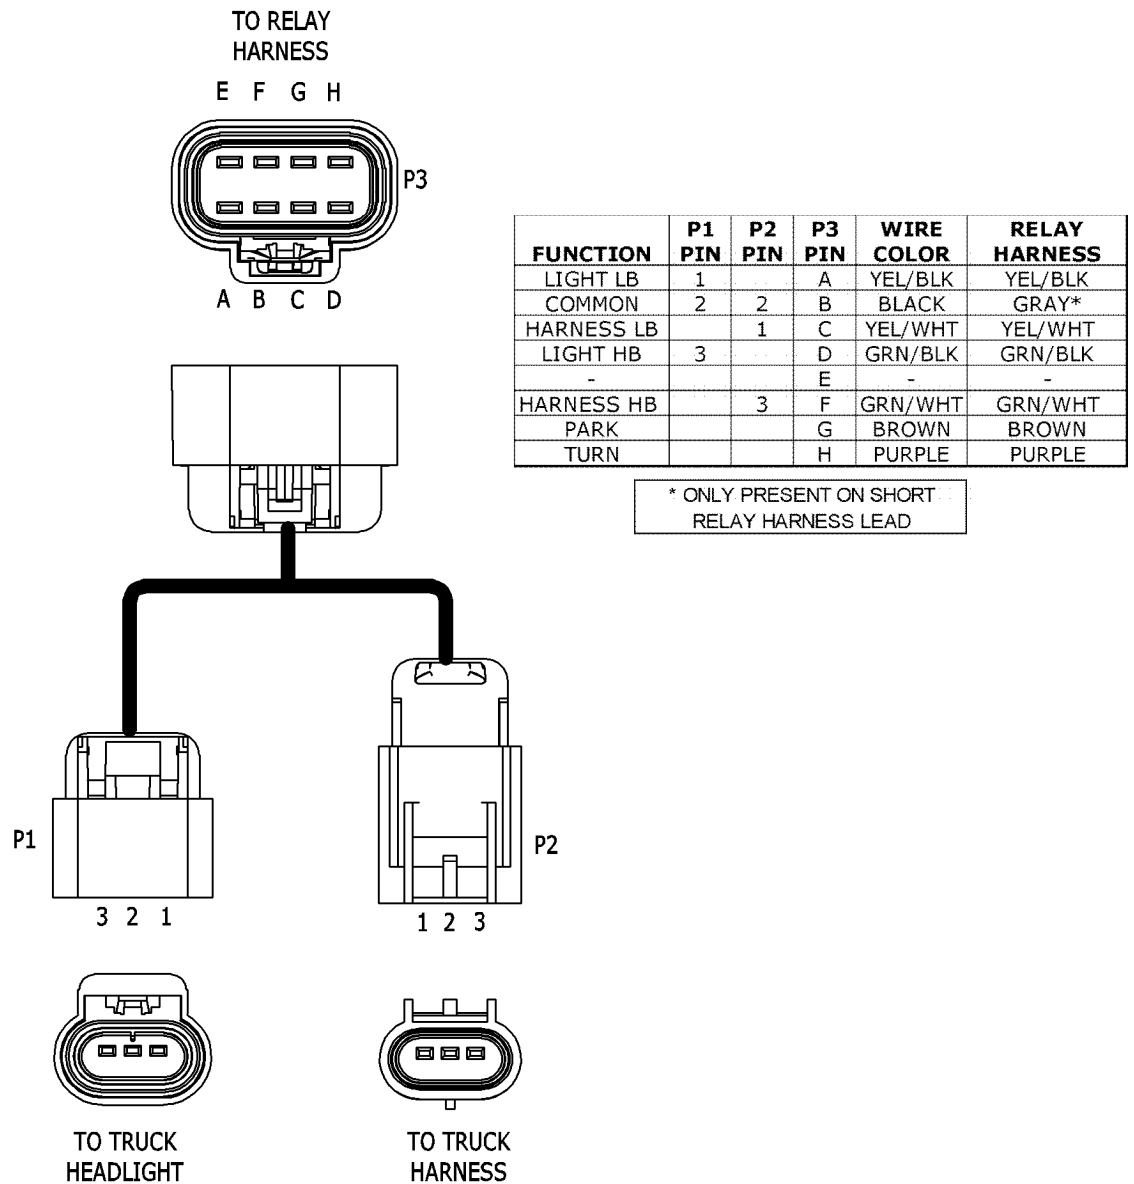 TO RELAY
HARNESS
E F G H
P3
A B C D
FUNCTION P1 PIN P2 PIN P3 PIN WIRE COLOR RELAY HARNESS
LIGHT LB 1 A YEL/BLK YEL/BLK
COMMON 2 2 B BLACK GRAY*
HARNESS LB 1 C YEL/WHT YEL/WHT
LIGHT HB 3 D GRN/BLK GRN/BLK
- E - -
HARNESS HB 3 F GRN/WHT GRN/WHT
PARK G BROWN BROWN
TURN H PURPLE PURPLE
* ONLY PRESENT ON SHORT
RELAY HARNESS LEAD
P1
3 2 1
P2
1 2 3
TO TRUCK
HEADLIGHT
TO TRUCK
HARNESS